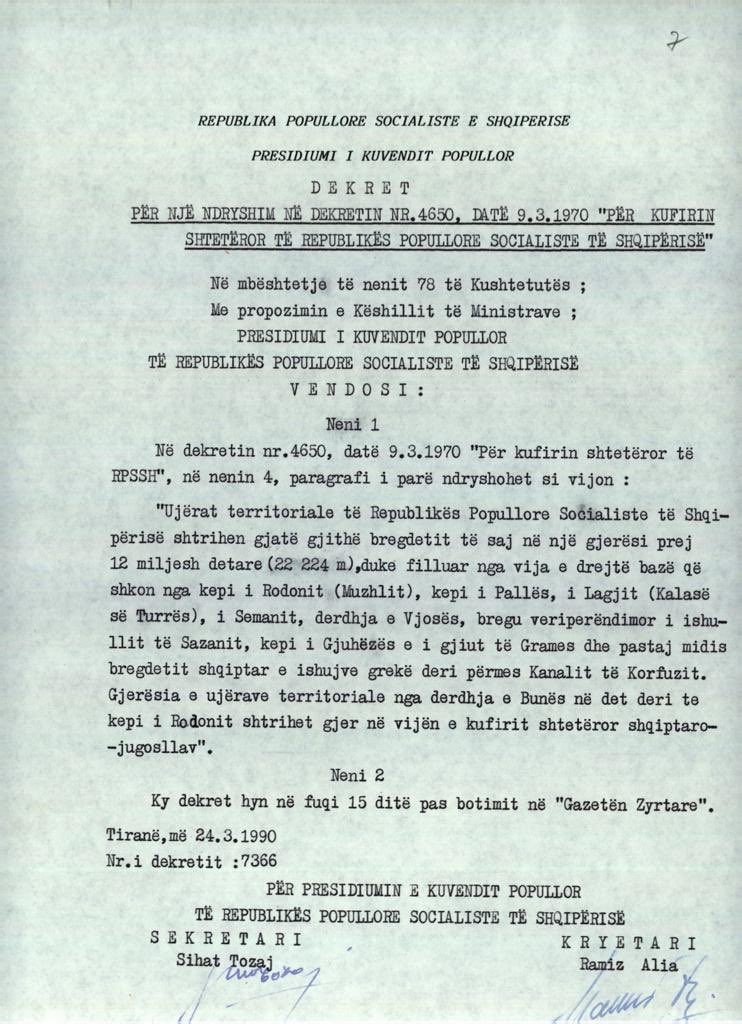 7
REPUBLIKA POPULLORE SOCIALISTE E SHQIPERISE
PRESIDIUMI I KUVENDIT POPULLOR
D E K R E T
PËR NJË NDRYSHIM NË DEKRETIN NR.4650, DATË 9.3.1970 "PËR KUFIRIN
SHTETËROR TË REPUBLIKËS POPULLORE SOCIALISTE TË SHQIPËRISË"
Në mbështetje të nenit 78 të Kushtetutës ;
Me propozimin e Këshillit të Ministrave ;
PRESIDIUMI I KUVENDIT POPULLOR
TË REPUBLIKËS POPULLORE SOCIALISTE TË SHQIPËRISË
V E N D O S I :
Neni 1
Në dekretin nr.4650, datë 9.3.1970 "Për kufirin shtetëror të
RPSSH", në nenin 4, paragrafi i parë ndryshohet si vijon :
"Ujërat territoriale të Republikës Popullore Socialiste të Shqi-
përisë shtrihen gjatë gjithë bregdetit të saj në një gjerësi prej
12 miljesh detare (22 224 m),duke filluar nga vija e drejtë bazë që
shkon nga kepi i Rodonit (Muzhlit), kepi i Pallës, i Lagjit (Kalasë
së Turrës), i Semanit, derdhja e Vjosës, bregu veriperëndimor i ishu-
llit të Sazanit, kepi i Gjuhëzës e i gjiut të Grames dhe pastaj midis
bregdetit shqiptar e ishujve grekë deri përmes Kanalit të Korfuzit.
Gjerësia e ujërave territoriale nga derdhja e Bunës në det deri te
kepi i Rodonit shtrihet gjer në vijën e kufirit shtetëror shqiptaro-
-jugosllav".
Neni 2
Ky dekret hyn në fuqi 15 ditë pas botimit në "Gazetën Zyrtare".
Tiranë,më 24.3.1990
Nr.i dekretit :7366
PËR PRESIDIUMIN E KUVENDIT POPULLOR
TË REPUBLIKËS POPULLORE SOCIALISTE TË SHQIPËRISË
S E K R E T A R I K R Y E T A R I
Sihat Tozaj Ramiz Alia